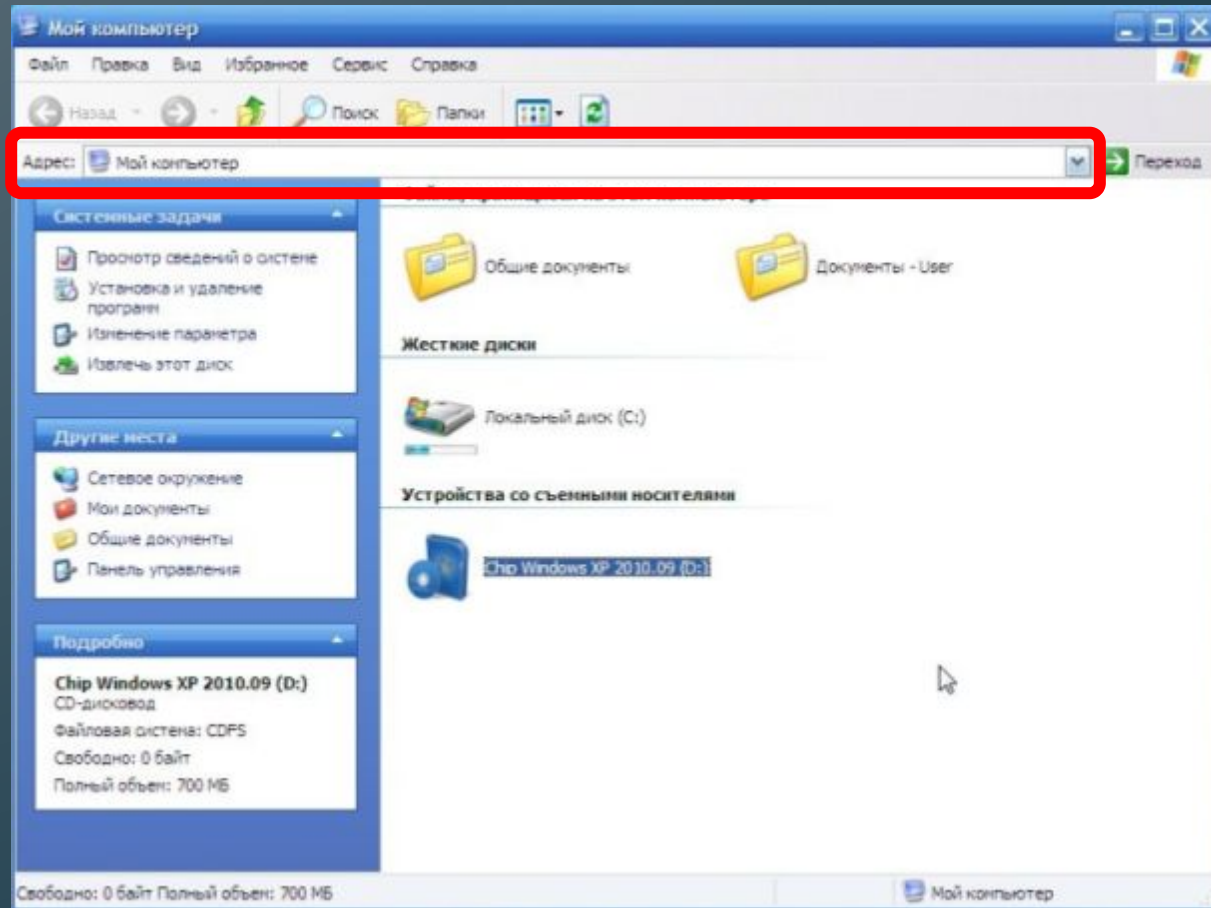 Мой компьютер
Файл Правка Вид Избранное Сервис Справка
Назад Поиск Папки
Адрес: Мой компьютер Переход
Системные задачи
Просмотр сведений о системе
Установка и удаление
программ
Изменение параметра
Извлечь этот диск
Другие места
Сетевое окружение
Мои документы
Общие документы
Панель управления
Подробно
Chip Windows XP 2010.09 (D:)
CD-дисковод
Файловая система: CDFS
Свободно: 0 байт
Полный объем: 700 МБ
Общие документы
Документы - User
Жесткие диски
Локальный диск (C:)
Устройства со съемными носителями
Chip Windows XP 2010.09 (D:)
Свободно: 0 байт Полный объем: 700 МБ
Мой компьютер